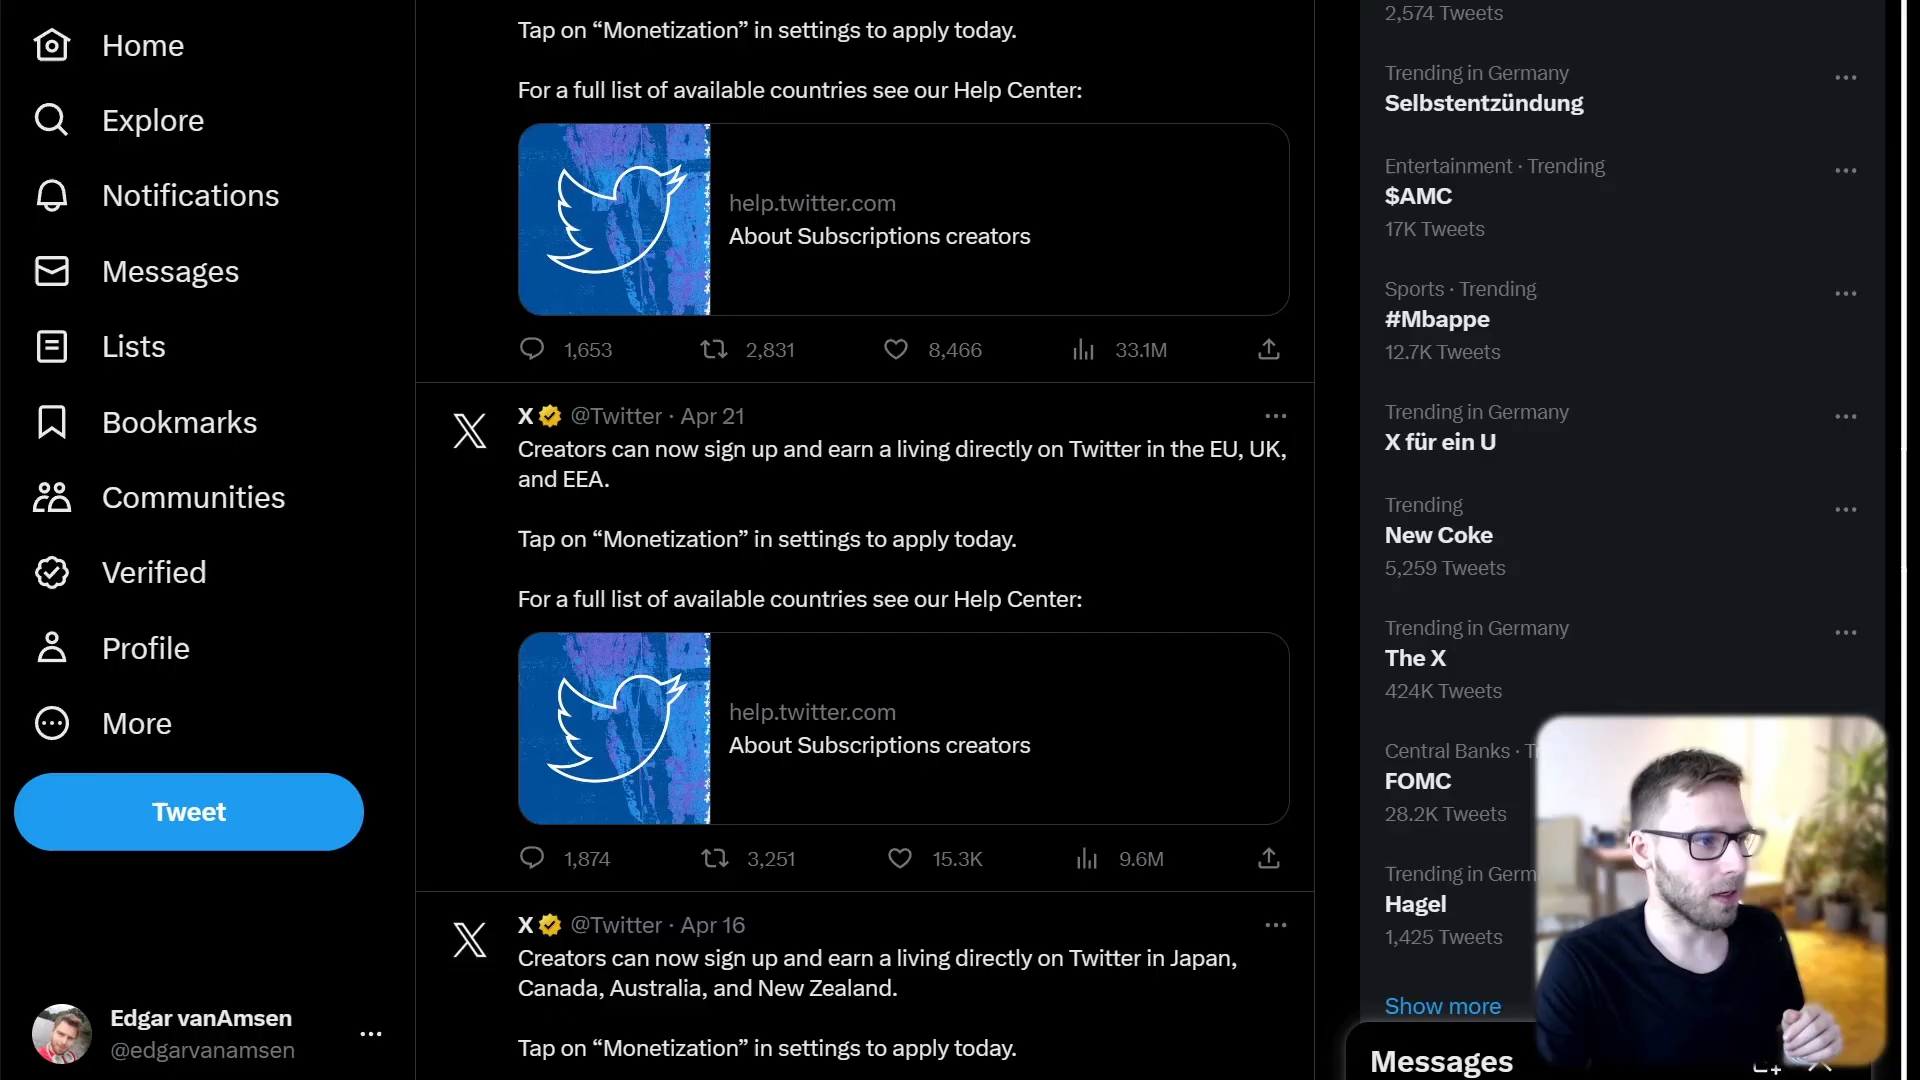 Home
Explore
Notifications
Messages
Lists
Bookmarks
Communities
Verified
Profile
More
Tweet
Edgar vanAmsen
@edgarvanamsen
Tap on “Monetization” in settings to apply today.
For a full list of available countries see our Help Center:
help.twitter.com
About Subscriptions creators
1,653 2,831 8,466 33.1M
X @Twitter · Apr 21
Creators can now sign up and earn a living directly on Twitter in the EU, UK,
and EEA.
Tap on “Monetization” in settings to apply today.
For a full list of available countries see our Help Center:
help.twitter.com
About Subscriptions creators
1,874 3,251 15.3K 9.6M
X @Twitter · Apr 16
Creators can now sign up and earn a living directly on Twitter in Japan,
Canada, Australia, and New Zealand.
Tap on “Monetization” in settings to apply today.
2,574 Tweets
Trending in Germany
Selbstentzündung
Entertainment · Trending
$AMC
17K Tweets
Sports · Trending
#Mbappe
12.7K Tweets
Trending in Germany
X für ein U
Trending
New Coke
5,259 Tweets
Trending in Germany
The X
424K Tweets
Central Banks ·
FOMC
28.2K Tweets
Trending in
Hagel
1,425 Tweets
Show more
Messages